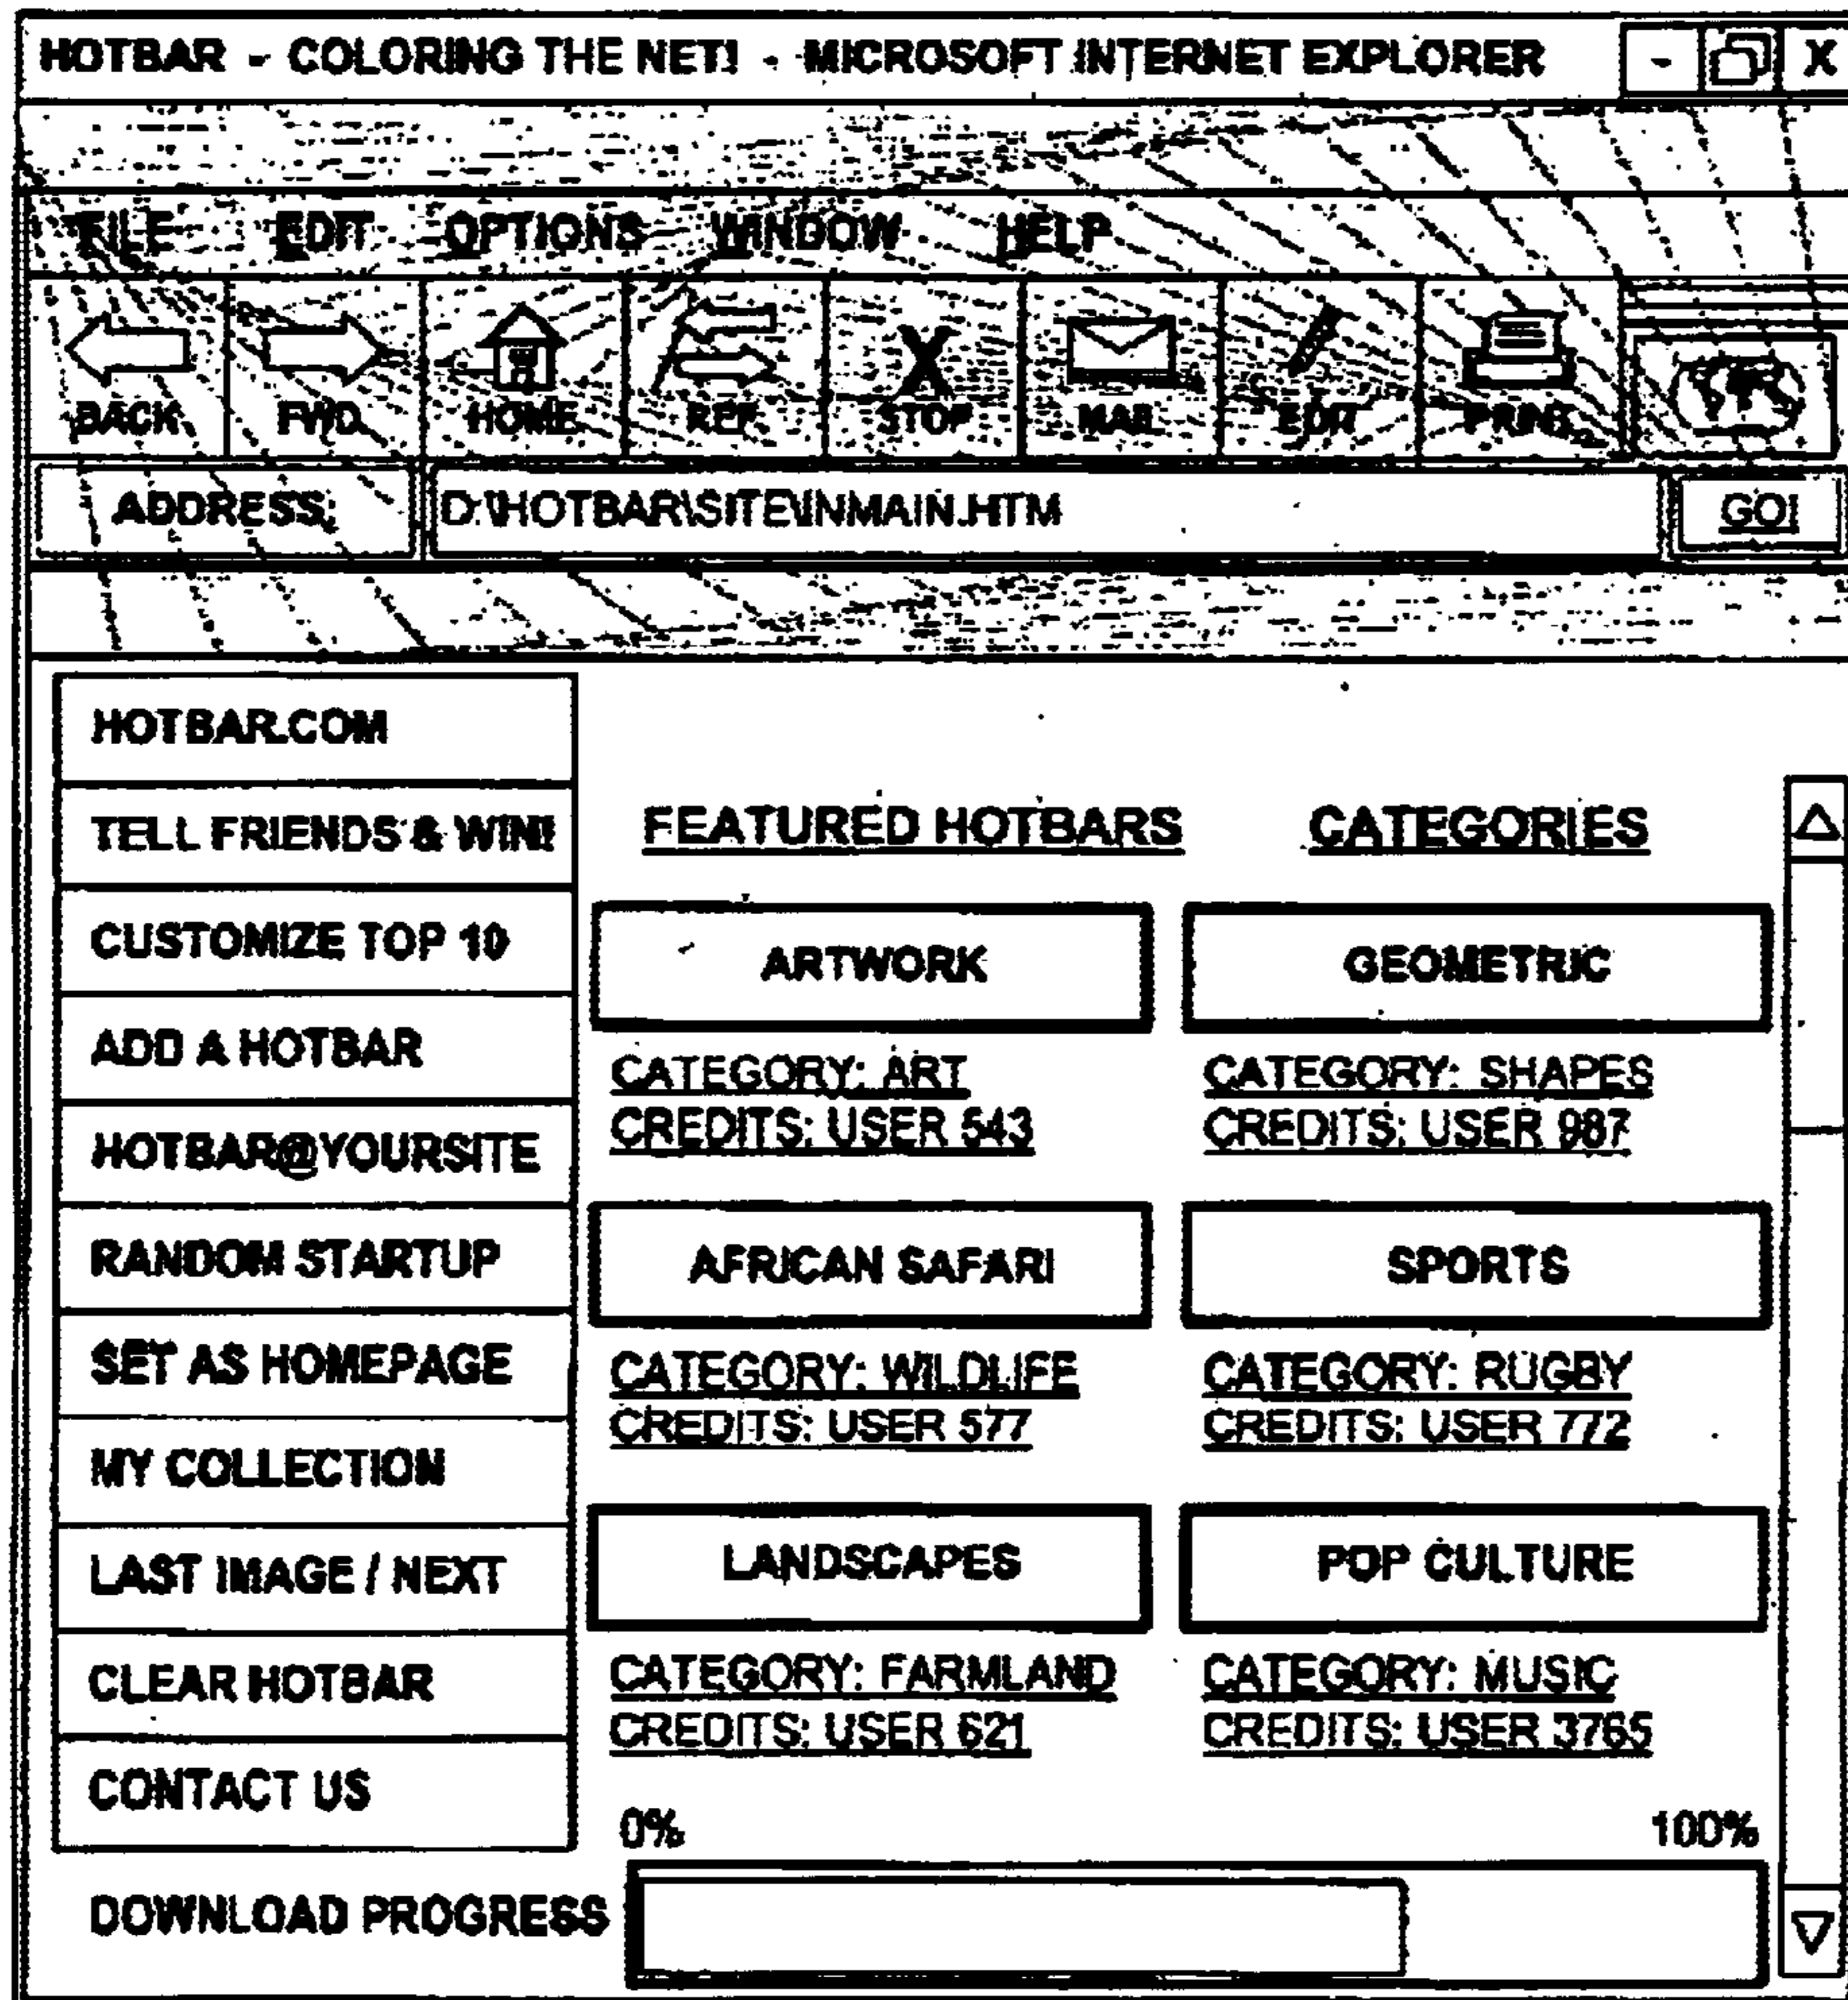 HOTBAR - COLORING THE NET! - MICROSOFT INTERNET EXPLORER - X
FILE EDIT OPTIONS WINDOW HELP
BACK FWD HOME REF STOP MAIL EDIT PRINT
ADDRESS: D:\HOTBAR\SITE\INMAIN.HTM GO!
HOTBAR.COM
TELL FRIENDS & WIN!
CUSTOMIZE TOP 10
ADD A HOTBAR
HOTBAR@YOURSITE
RANDOM STARTUP
SET AS HOMEPAGE
MY COLLECTION
LAST IMAGE / NEXT
CLEAR HOTBAR
CONTACT US
FEATURED HOTBARS CATEGORIES
ARTWORK GEOMETRIC
CATEGORY: ART CATEGORY: SHAPES
CREDITS: USER 543 CREDITS: USER 987
AFRICAN SAFARI SPORTS
CATEGORY: WILDLIFE CATEGORY: RUGBY
CREDITS: USER 577 CREDITS: USER 772
LANDSCAPES POP CULTURE
CATEGORY: FARMLAND CATEGORY: MUSIC
CREDITS: USER 621 CREDITS: USER 3765
0% 100%
DOWNLOAD PROGRESS